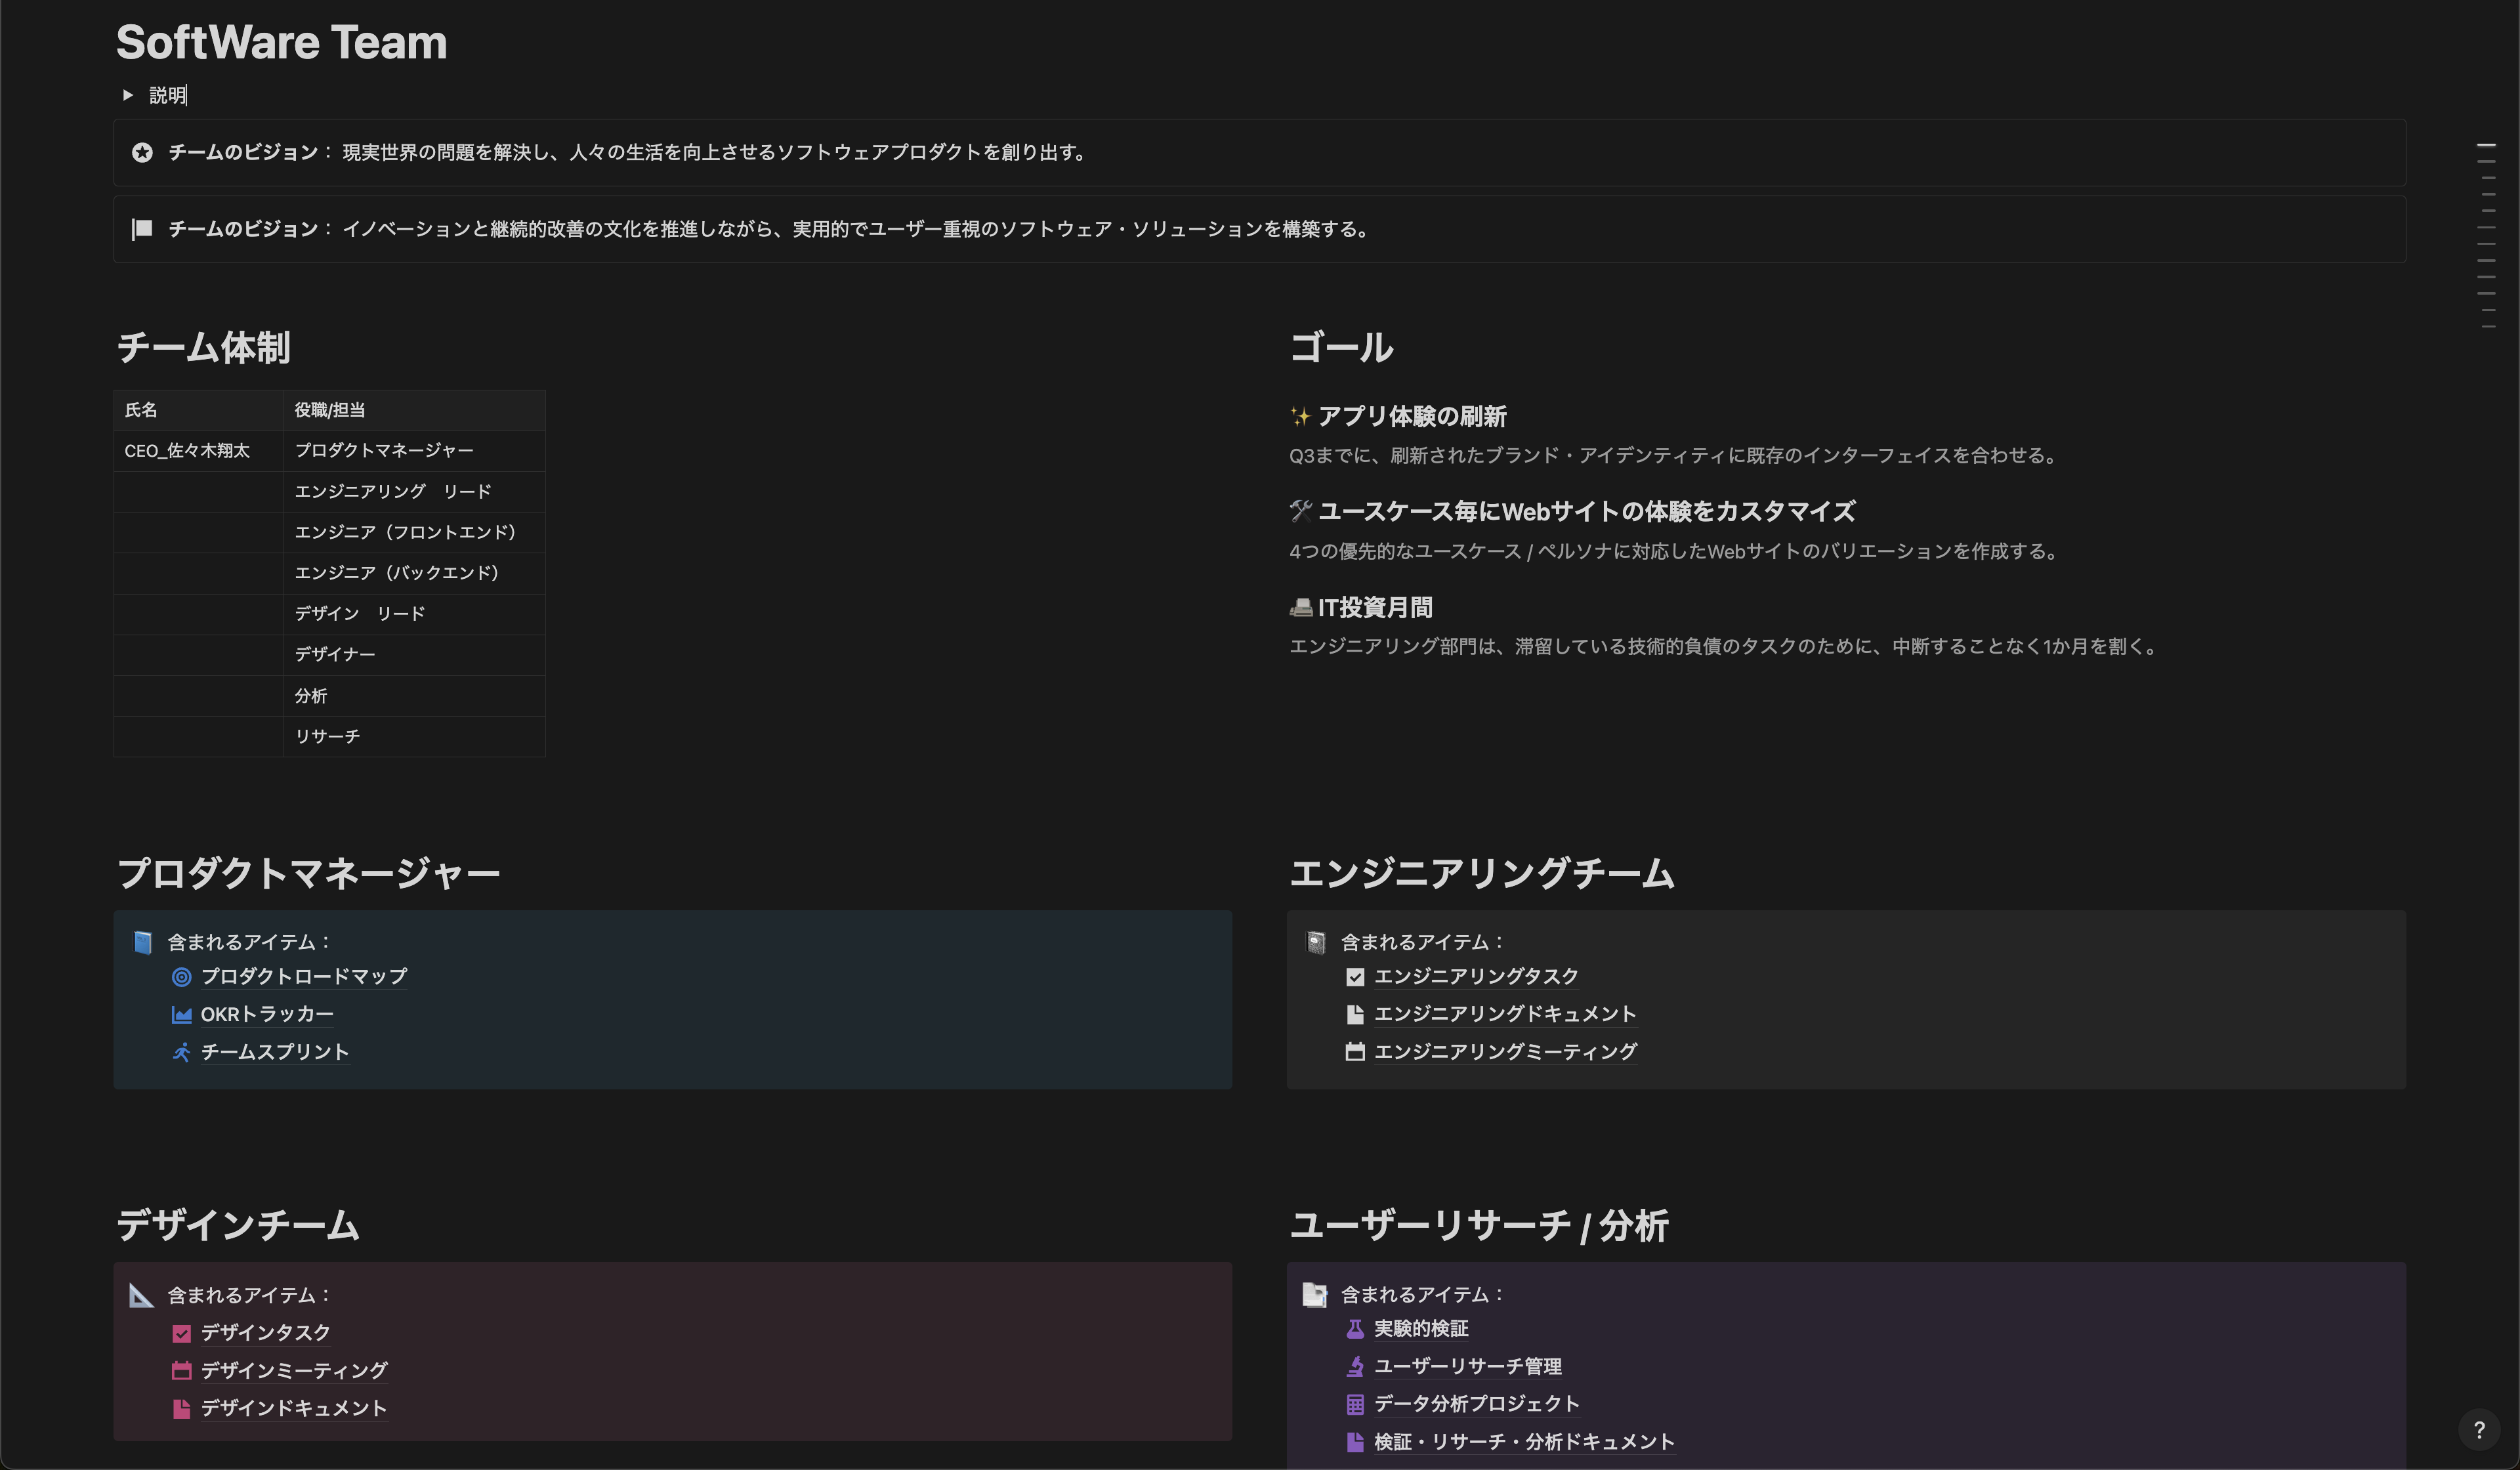 SoftWare Team
説明
チームのビジョン： 現実世界の問題を解決し、人々の生活を向上させるソフトウェアプロダクトを創り出す。
チームのビジョン： イノベーションと継続的改善の文化を推進しながら、実用的でユーザー重視のソフトウェア・ソリューションを構築する。
チーム体制
氏名 役職/担当
CEO_佐々木翔太 プロダクトマネージャー
エンジニアリング　リード
エンジニア（フロントエンド）
エンジニア（バックエンド）
デザイン　リード
デザイナー
分析
リサーチ
ゴール
✨ アプリ体験の刷新
Q3までに、刷新されたブランド・アイデンティティに既存のインターフェイスを合わせる。
🛠 ユースケース毎にWebサイトの体験をカスタマイズ
4つの優先的なユースケース / ペルソナに対応したWebサイトのバリエーションを作成する。
📠 IT投資月間
エンジニアリング部門は、滞留している技術的負債のタスクのために、中断することなく1か月を割く。
プロダクトマネージャー
含まれるアイテム：
プロダクトロードマップ
OKRトラッカー
チームスプリント
エンジニアリングチーム
含まれるアイテム：
エンジニアリングタスク
エンジニアリングドキュメント
エンジニアリングミーティング
デザインチーム
含まれるアイテム：
デザインタスク
デザインミーティング
デザインドキュメント
ユーザーリサーチ / 分析
含まれるアイテム：
実験的検証
ユーザーリサーチ管理
データ分析プロジェクト
検証・リサーチ・分析ドキュメント
?